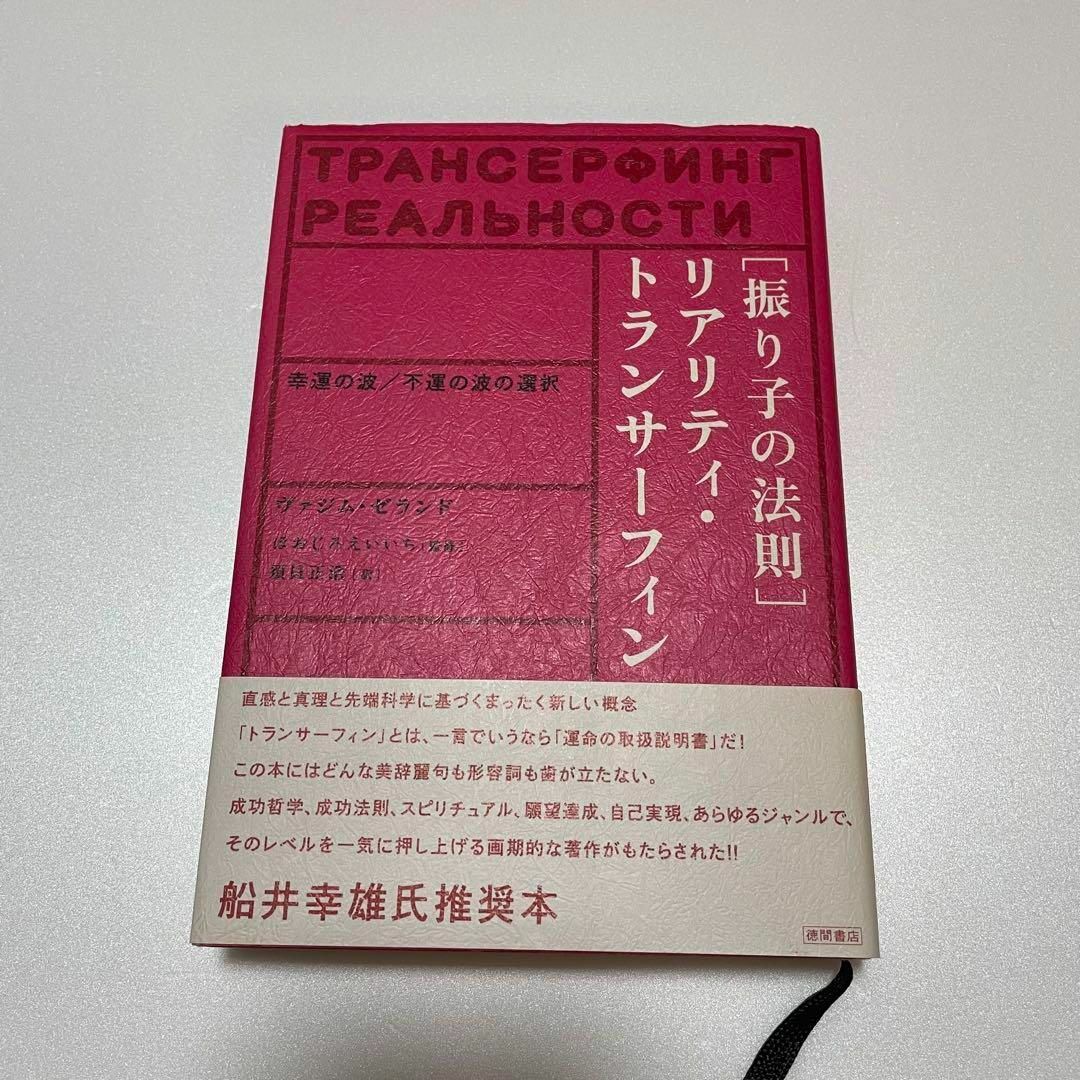 ТРАНСЕРФИНГ
РЕАЛЬНОСТИ
[振り子の法則]
リアリティ・
トランサーフィン
幸運の波/不運の波の選択
ヴァジム・ゼランド
ほおじろえいいち[監修]
須貝正浩[訳]
直感と真理と先端科学に基づくまったく新しい概念
「トランサーフィン」とは、一言でいうなら「運命の取扱説明書」だ!
この本にはどんな美辞麗句も形容詞も歯が立たない。
成功哲学、成功法則、スピリチュアル、願望達成、自己実現、あらゆるジャンルで、
そのレベルを一気に押し上げる画期的な著作がもたらされた!!
船井幸雄氏推奨本
徳間書店